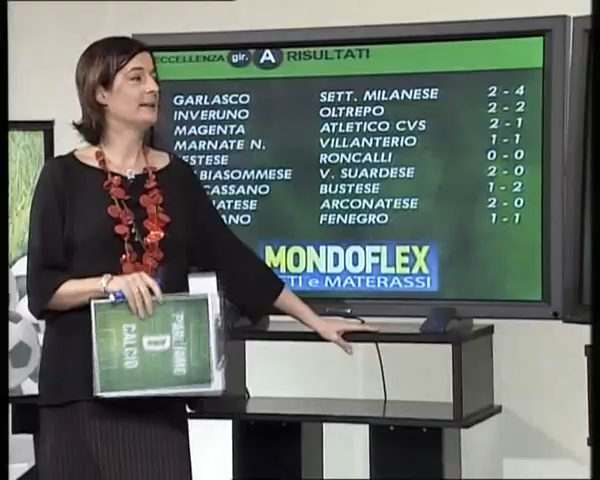 ECCELLENZA gir. A RISULTATI
GARLASCO SETT. MILANESE 2 - 4
INVERUNO OLTREPO 2 - 2
MAGENTA ATLETICO CVS 2 - 1
MARNATE N. VILLANTERIO 1 - 1
ESTESE RONCALLI 0 - 0
BIASOMMESE V. SUARDESE 2 - 0
CASSANO BUSTESE 1 - 2
ATESE ARCONATESE 2 - 0
ANO FENEGRO 1 - 1
MONDOFLEX
TI e MATERASSI
D
CALCIO